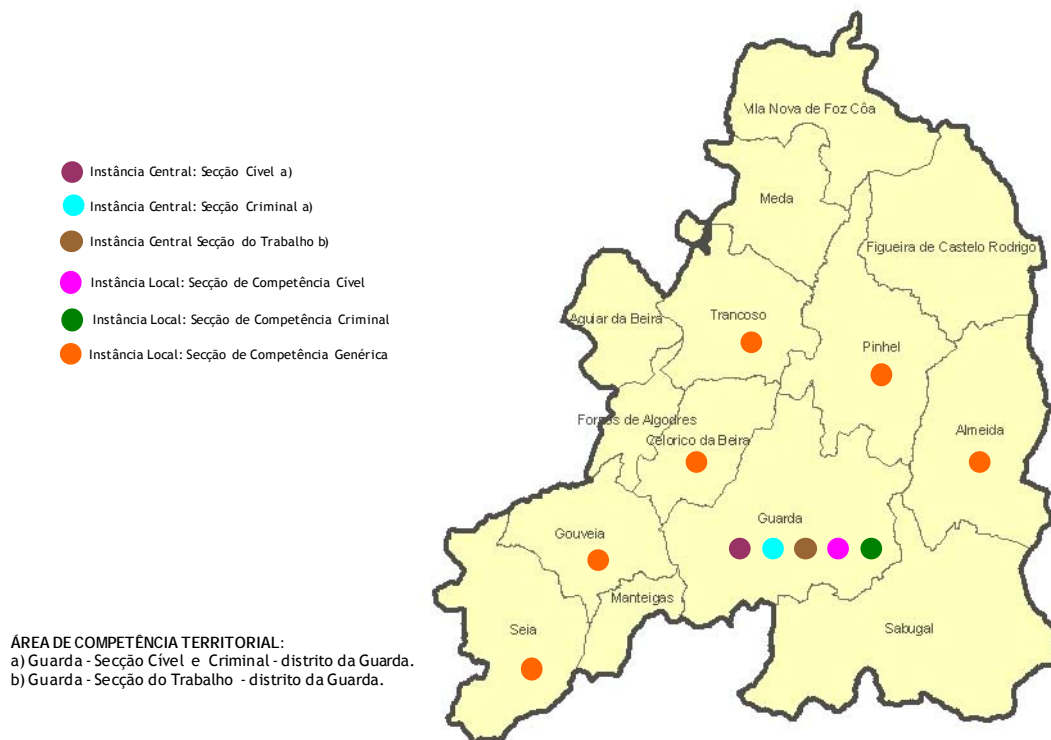 Instância Central: Secção Cível a)
Instância Central: Secção Criminal a)
Instância Central Secção do Trabalho b)
Instância Local: Secção de Competência Cível
Instância Local: Secção de Competência Criminal
Instância Local: Secção de Competência Genérica
Vila Nova de Foz Côa
Meda
Figueira de Castelo Rodrigo
Aguiar da Beira
Trancoso
Pinhel
Fornos de Algodres
Celorico da Beira
Almeida
Guarda
Gouveia
Manteigas
Seia
Sabugal
ÁREA DE COMPETÊNCIA TERRITORIAL:
a) Guarda - Secção Cível e Criminal - distrito da Guarda.
b) Guarda - Secção do Trabalho - distrito da Guarda.